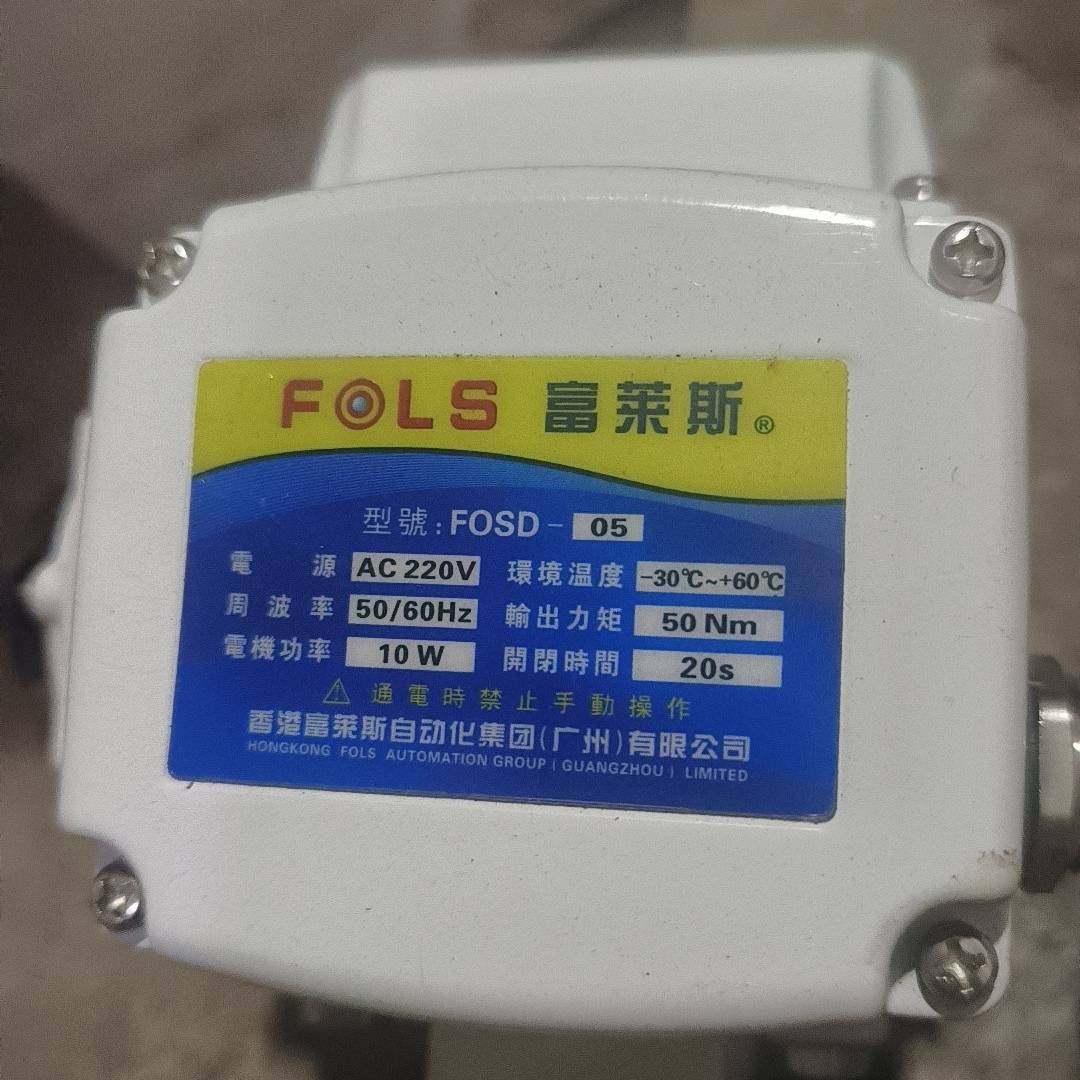 FOLS 富莱斯®
型號: FOSD - 05
電源 AC 220V 環境温度 -30℃~+60℃
周波率 50/60Hz 輸出力矩 50 Nm
電機功率 10 W 開閉時間 20s
⚠ 通電時禁止手動操作
香港富莱斯自动化集团(广州)有限公司
HONGKONG FOLS AUTOMATION GROUP ( GUANGZHOU ) LIMITED